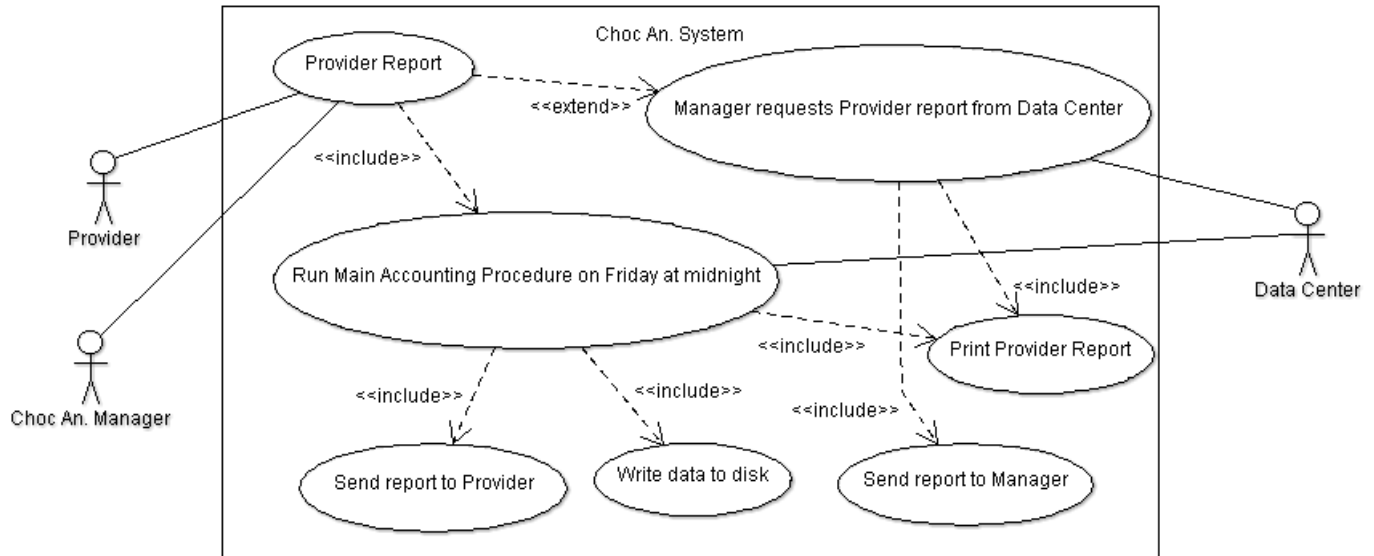 Choc An. System
Provider Report
<<extend>>
Manager requests Provider report from Data Center
<<include>>
Provider
Run Main Accounting Procedure on Friday at midnight
Data Center
<<include>>
<<include>>
Print Provider Report
<<include>>
<<include>>
<<include>>
Choc An. Manager
Send report to Provider
Write data to disk
Send report to Manager